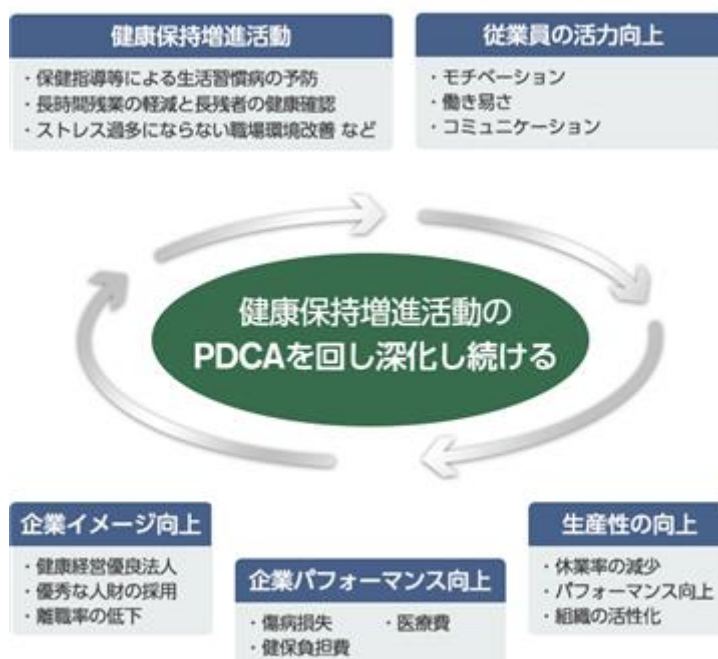 健康保持増進活動
・保健指導等による生活習慣病の予防
・長時間残業の軽減と長残者の健康確認
・ストレス過多にならない職場環境改善 など
従業員の活力向上
・モチベーション
・働き易さ
・コミュニケーション
健康保持増進活動の
PDCAを回し深化し続ける
企業イメージ向上
・健康経営優良法人
・優秀な人財の採用
・離職率の低下
企業パフォーマンス向上
・傷病損失 ・医療費
・健保負担費
生産性の向上
・休業率の減少
・パフォーマンス向上
・組織の活性化